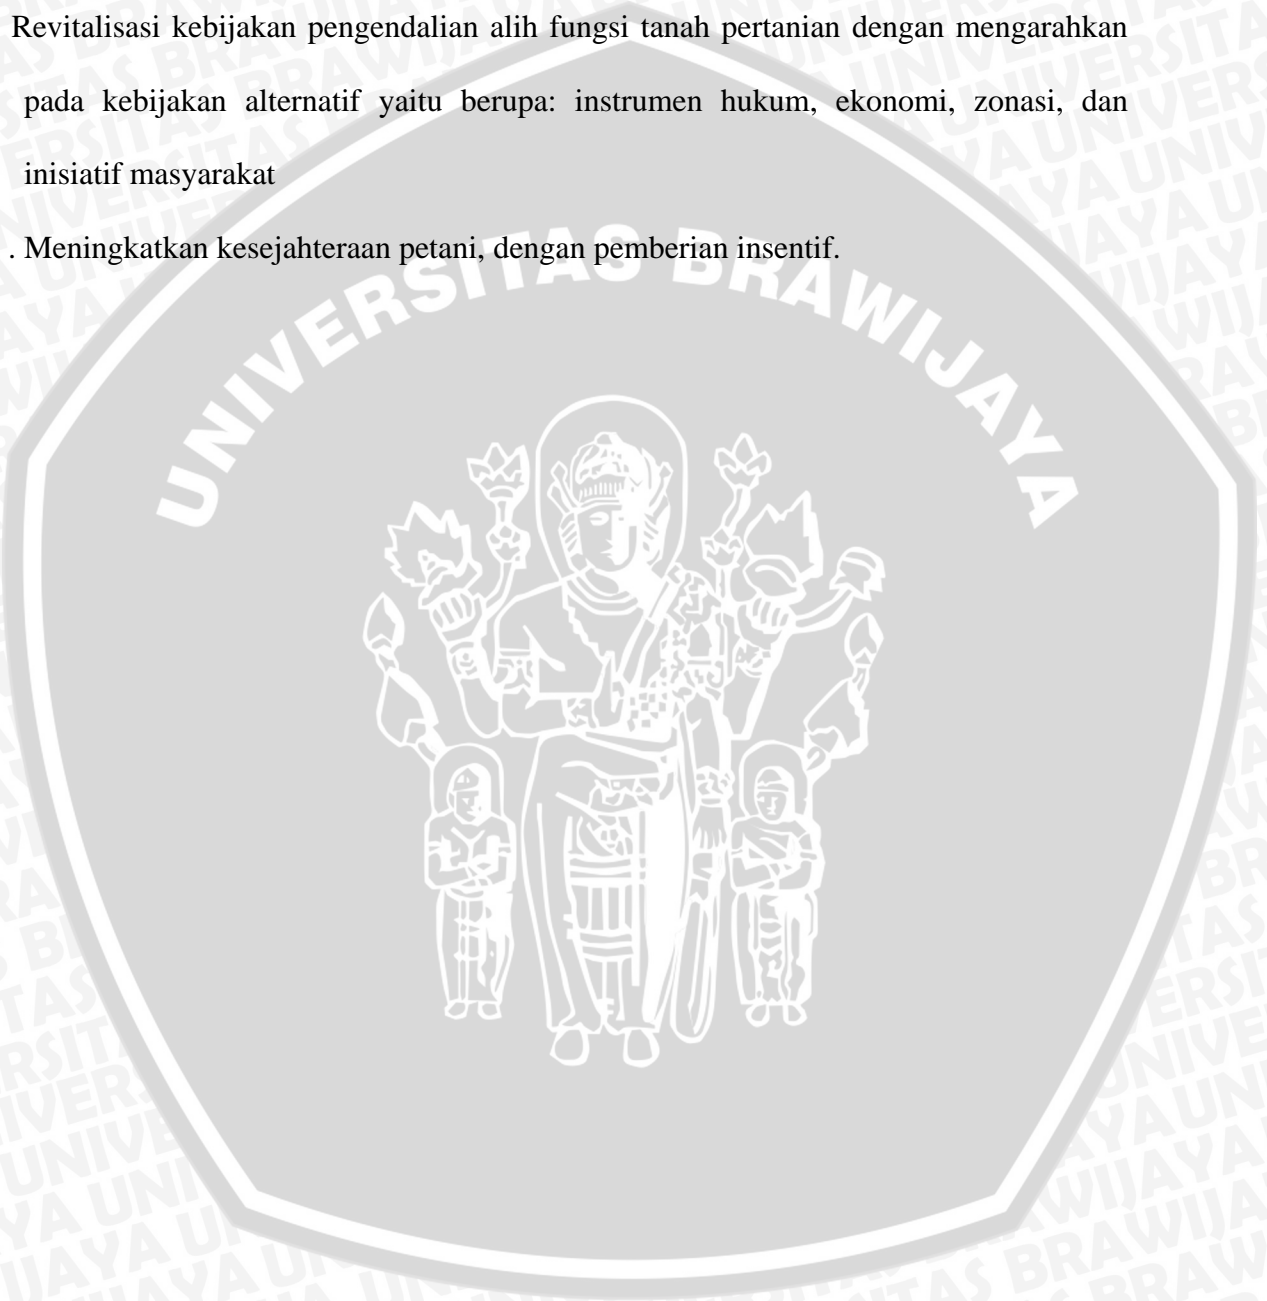 Revitalisasi kebijakan pengendalian alih fungsi tanah pertanian dengan mengarahkan
pada kebijakan alternatif yaitu berupa: instrumen hukum, ekonomi, zonasi, dan
inisiatif masyarakat
. Meningkatkan kesejahteraan petani, dengan pemberian insentif.
UNIVERSITAS BRAWIJAYA